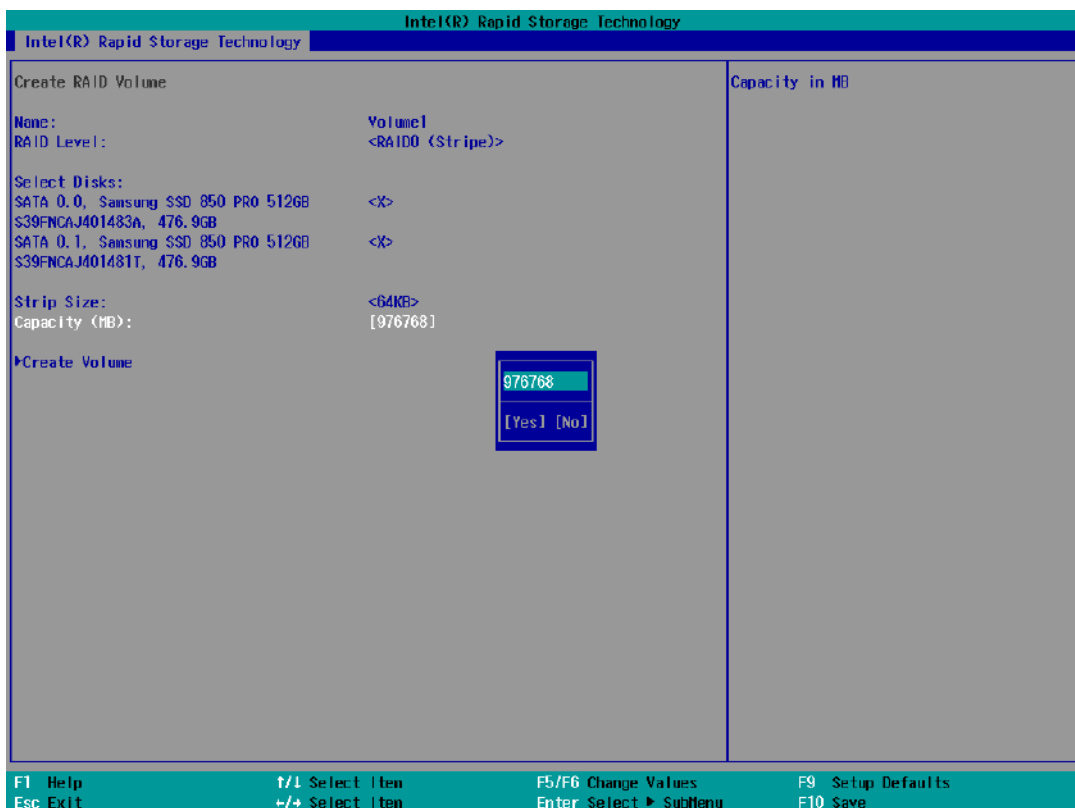 Intel(R) Rapid Storage Technology
Intel(R) Rapid Storage Technology
Create RAID Volume
Capacity in MB
Name: Volume1
RAID Level: <RAID0 (Stripe)>
Select Disks:
SATA 0.0, Samsung SSD 850 PRO 512GB <X>
S39FNCAJ401483A, 476.9GB
SATA 0.1, Samsung SSD 850 PRO 512GB <X>
S39FNCAJ401481T, 476.9GB
Strip Size: <64KB>
Capacity (MB): [976768]
▶Create Volume
976768
[Yes] [No]
F1 Help ↑/↓ Select Item F5/F6 Change Values F9 Setup Defaults
Esc Exit ←/→ Select Item Enter Select ▶ SubMenu F10 Save